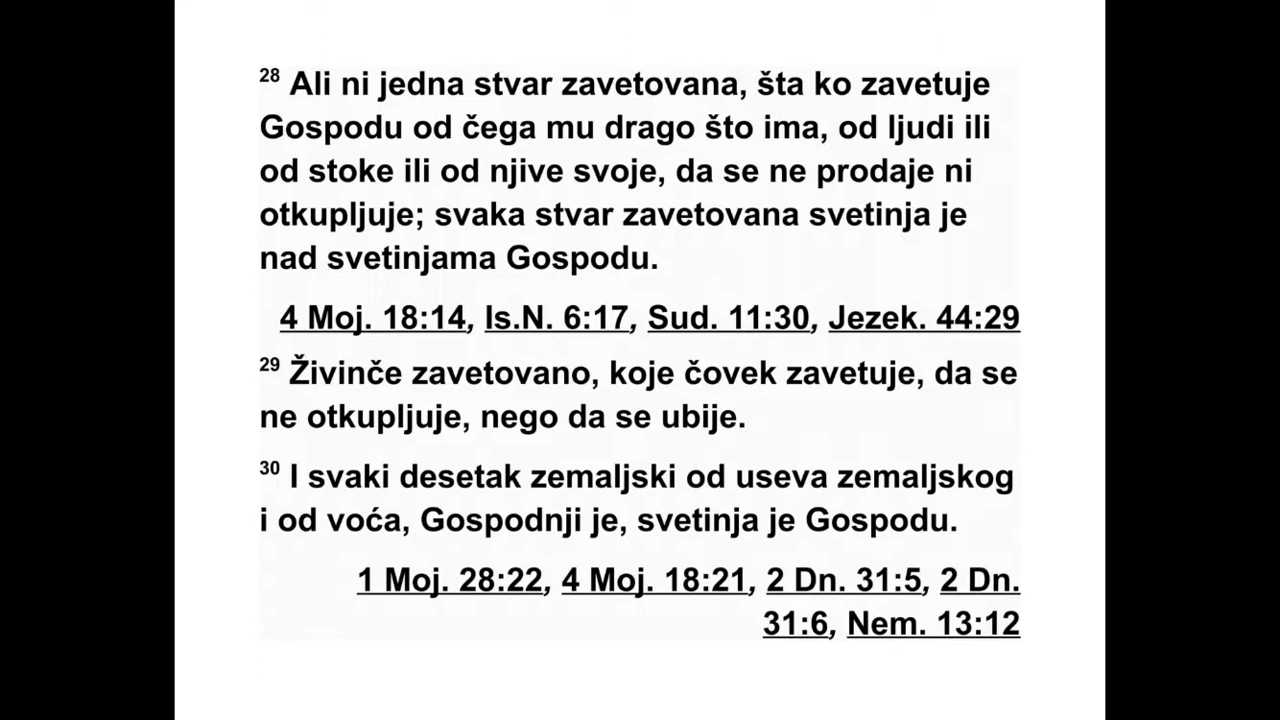 28 Ali ni jedna stvar zavetovana, šta ko zavetuje
Gospodu od čega mu drago što ima, od ljudi ili
od stoke ili od njive svoje, da se ne prodaje ni
otkupljuje; svaka stvar zavetovana svetinja je
nad svetinjama Gospodu.
4 Moj. 18:14, Is.N. 6:17, Sud. 11:30, Jezek. 44:29
29 Živinče zavetovano, koje čovek zavetuje, da se
ne otkupljuje, nego da se ubije.
30 I svaki desetak zemaljski od useva zemaljskog
i od voća, Gospodnji je, svetinja je Gospodu.
1 Moj. 28:22, 4 Moj. 18:21, 2 Dn. 31:5, 2 Dn.
31:6, Nem. 13:12